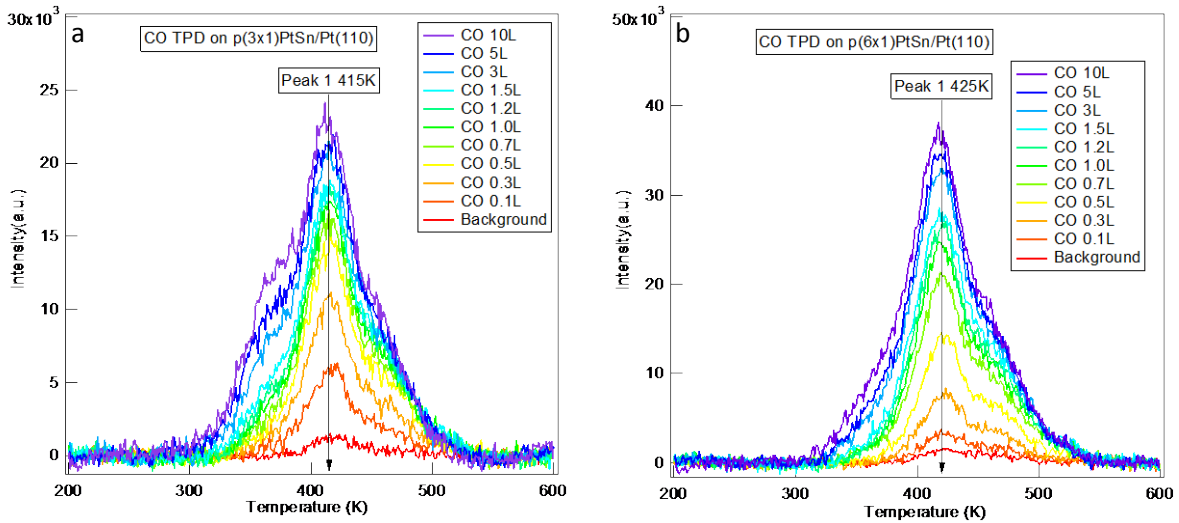 a
CO TPD on p(3x1)PtSn/Pt(110)
Peak 1 415K
CO 10L
CO 5L
CO 3L
CO 1.5L
CO 1.2L
CO 1.0L
CO 0.7L
CO 0.5L
CO 0.3L
CO 0.1L
Background
30x10³
25
20
15
10
5
0
Intensity(a.u.)
200 300 400 500 600
Temperature (K)
b
CO TPD on p(6x1)PtSn/Pt(110)
Peak 1 425K
CO 10L
CO 5L
CO 3L
CO 1.5L
CO 1.2L
CO 1.0L
CO 0.7L
CO 0.5L
CO 0.3L
CO 0.1L
Background
50x10³
40
30
20
10
0
Intensity(a.u.)
200 300 400 500 600
Temperature (K)